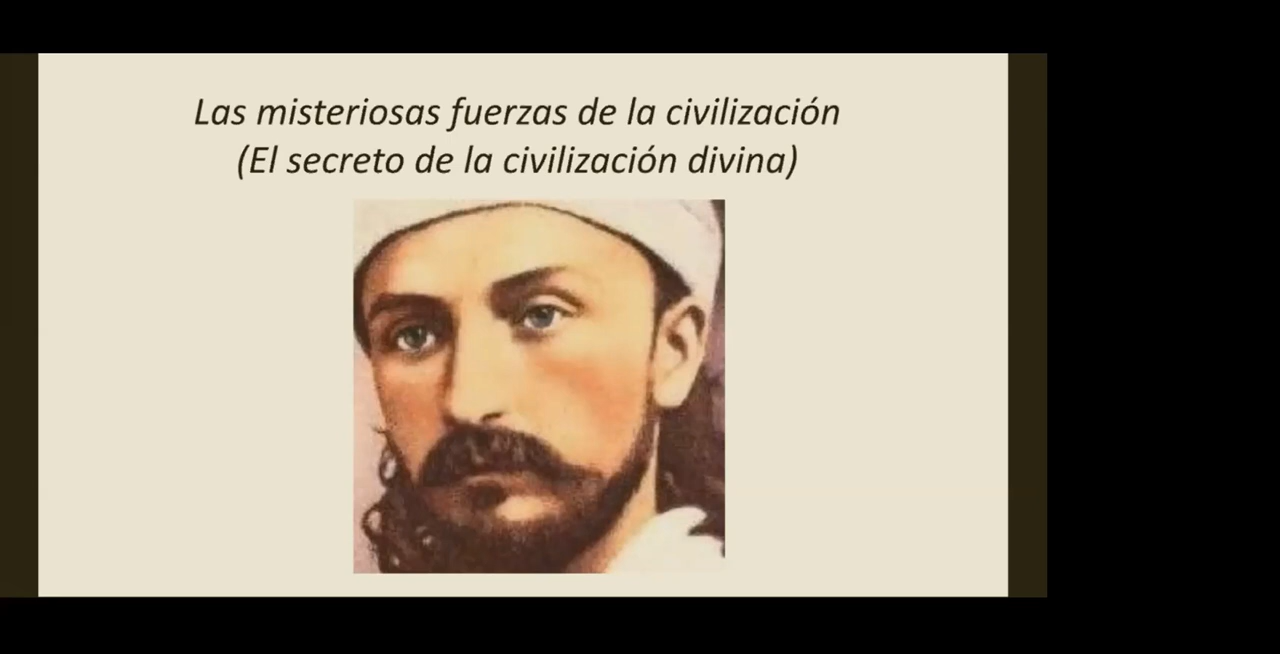 Las misteriosas fuerzas de la civilización
(El secreto de la civilización divina)